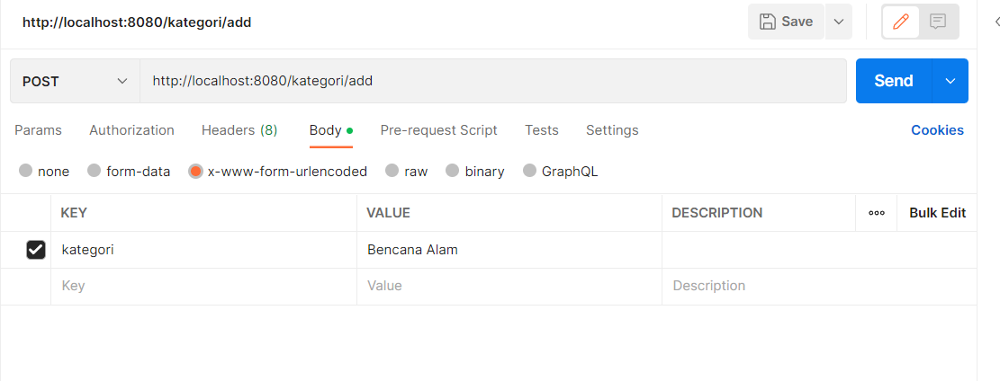 http://localhost:8080/kategori/add Save
POST http://localhost:8080/kategori/add Send
Params Authorization Headers (8) Body Pre-request Script Tests Settings Cookies
none form-data x-www-form-urlencoded raw binary GraphQL
KEY VALUE DESCRIPTION Bulk Edit
kategori Bencana Alam
Key Value Description